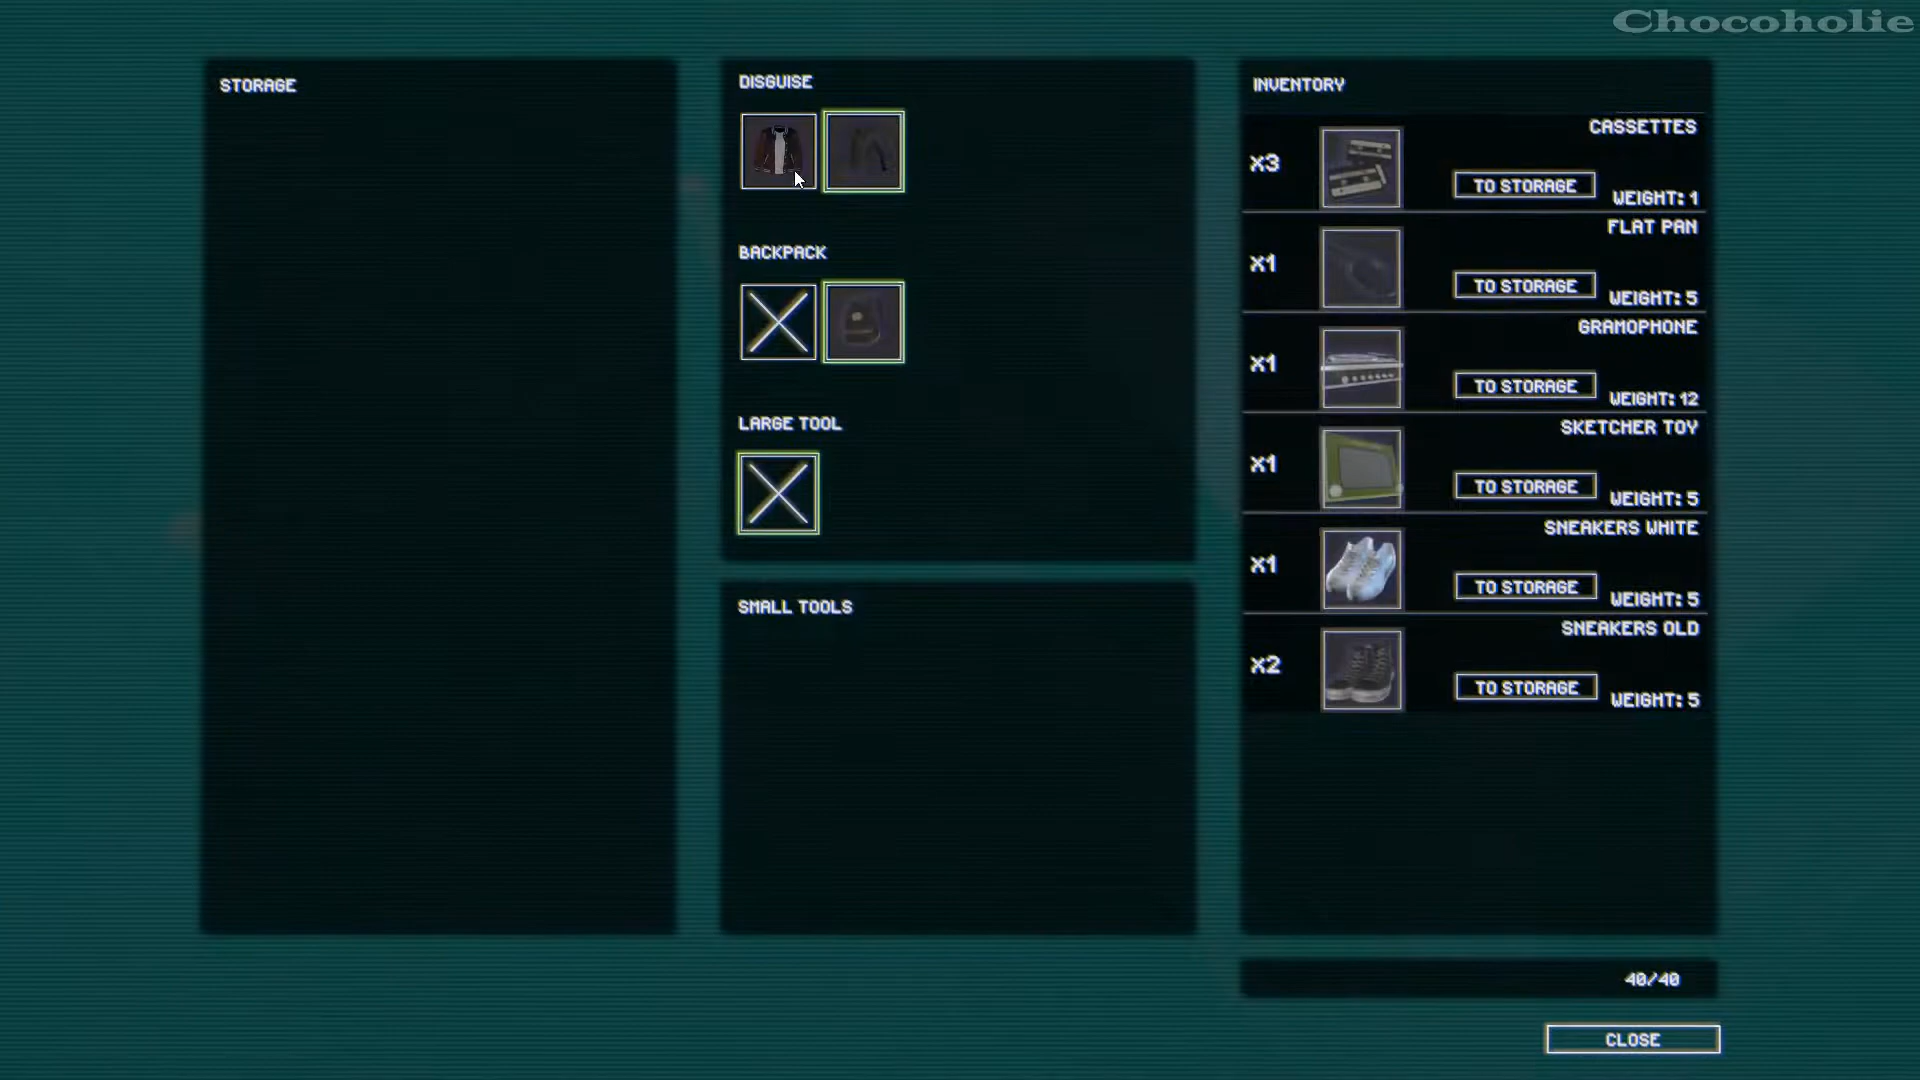 Chocoholie
STORAGE
DISGUISE
BACKPACK
LARGE TOOL
SMALL TOOLS
INVENTORY
CASSETTES
X3
TO STORAGE
WEIGHT: 1
FLAT PAN
X1
TO STORAGE
WEIGHT: 5
GRAMOPHONE
X1
TO STORAGE
WEIGHT: 12
SKETCHER TOY
X1
TO STORAGE
WEIGHT: 5
SNEAKERS WHITE
X1
TO STORAGE
WEIGHT: 5
SNEAKERS OLD
X2
TO STORAGE
WEIGHT: 5
40/40
CLOSE